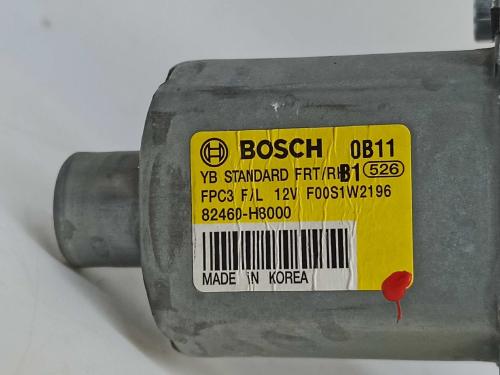 BOSCH 0B11
YB STANDARD FRT/RH B1 526
FPC3 F/L 12V F00S1W2196
82460-H8000
MADE IN KOREA